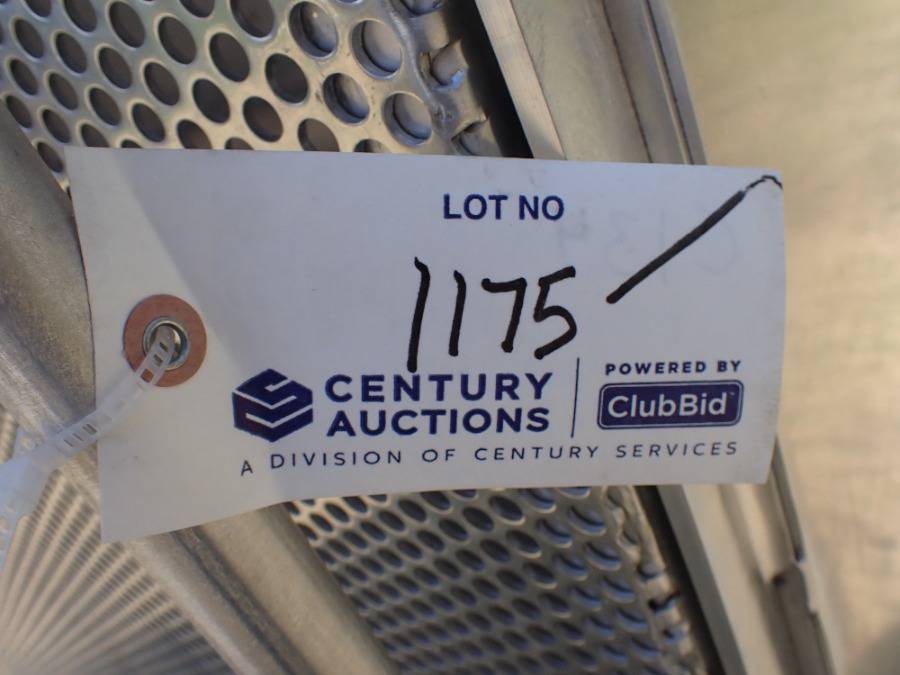 LOT NO
1175
CENTURY AUCTIONS
POWERED BY
ClubBid
A DIVISION OF CENTURY SERVICES